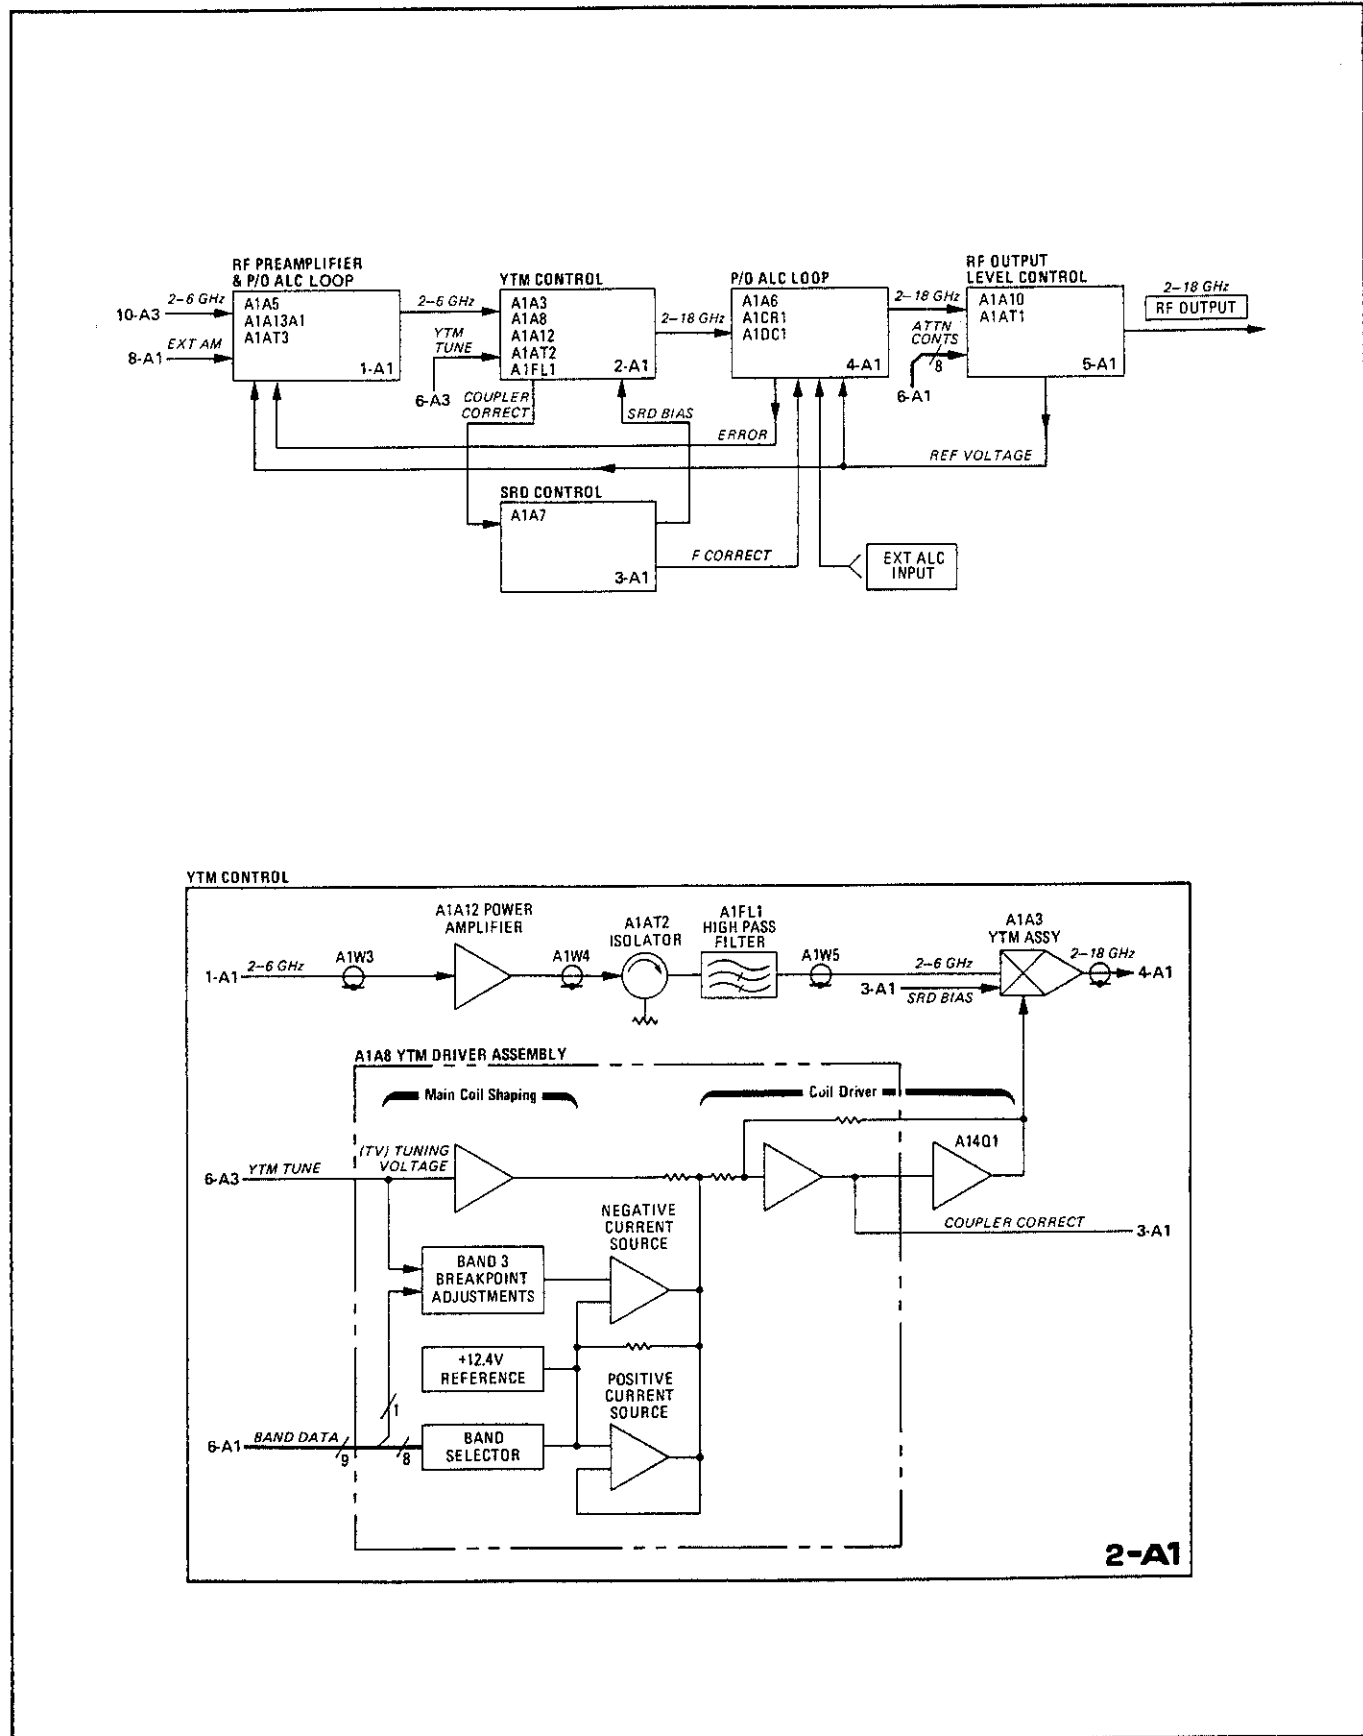 RF PREAMPLIFIER
& P/O ALC LOOP
2–6 GHz
10-A3
EXT AM
8-A1
A1A5
A1A13A1
A1AT3
1-A1
2–6 GHz
YTM
TUNE
6-A3
YTM CONTROL
A1A3
A1A8
A1A12
A1AT2
A1FL1
2-A1
2–18 GHz
P/O ALC LOOP
A1A6
A1CR1
A1DC1
4-A1
2–18 GHz
ATTN
CONTS
8
6-A1
RF OUTPUT
LEVEL CONTROL
A1A10
A1AT1
5-A1
2–18 GHz
RF OUTPUT
COUPLER
CORRECT
SRD BIAS
ERROR
REF VOLTAGE
SRD CONTROL
A1A7
3-A1
F CORRECT
EXT ALC
INPUT
YTM CONTROL
1-A1
2–6 GHz
A1W3
A1A12 POWER
AMPLIFIER
A1W4
A1AT2
ISOLATOR
A1FL1
HIGH PASS
FILTER
A1W5
2–6 GHz
3-A1
SRD BIAS
A1A3
YTM ASSY
2–18 GHz
4-A1
A1A8 YTM DRIVER ASSEMBLY
Main Coil Shaping
Coil Driver
6-A3
YTM TUNE
(TV) TUNING
VOLTAGE
A14Q1
COUPLER CORRECT
3-A1
NEGATIVE
CURRENT
SOURCE
BAND 3
BREAKPOINT
ADJUSTMENTS
+12.4V
REFERENCE
POSITIVE
CURRENT
SOURCE
1
6-A1
BAND DATA
9
8
BAND
SELECTOR
2-A1